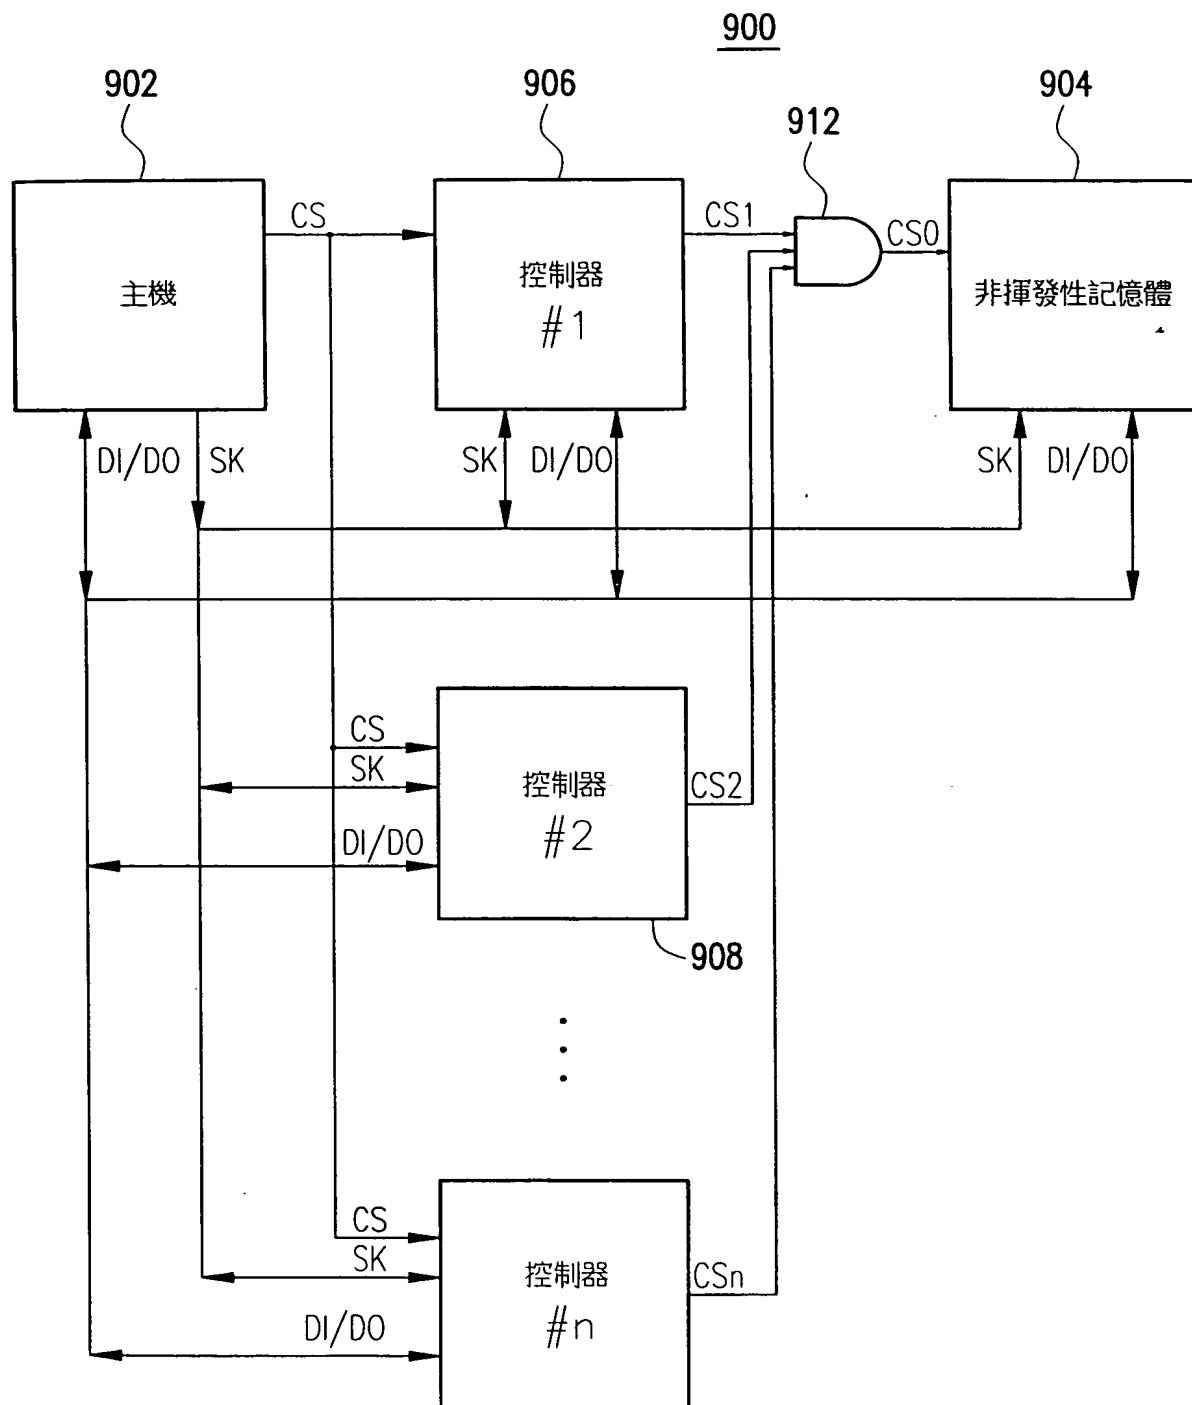 900
902
906
912
904
CS
CS1
CS0
主機
控制器
#1
非揮發性記憶體
DI/DO
SK
SK
DI/DO
SK
DI/DO
CS
SK
DI/DO
控制器
#2
CS2
908
CS
SK
DI/DO
控制器
#n
CSn